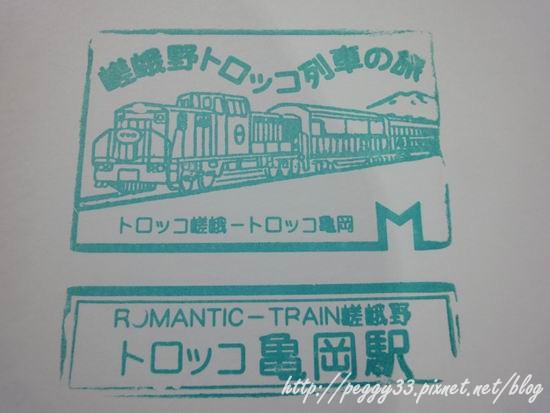 嵯峨野トロッコ列車の旅
トロッコ嵯峨ートロッコ亀岡
M
ROMANTIC-TRAIN嵯峨野
トロッコ 亀岡駅
http://peggy33.pixnet.net/blog